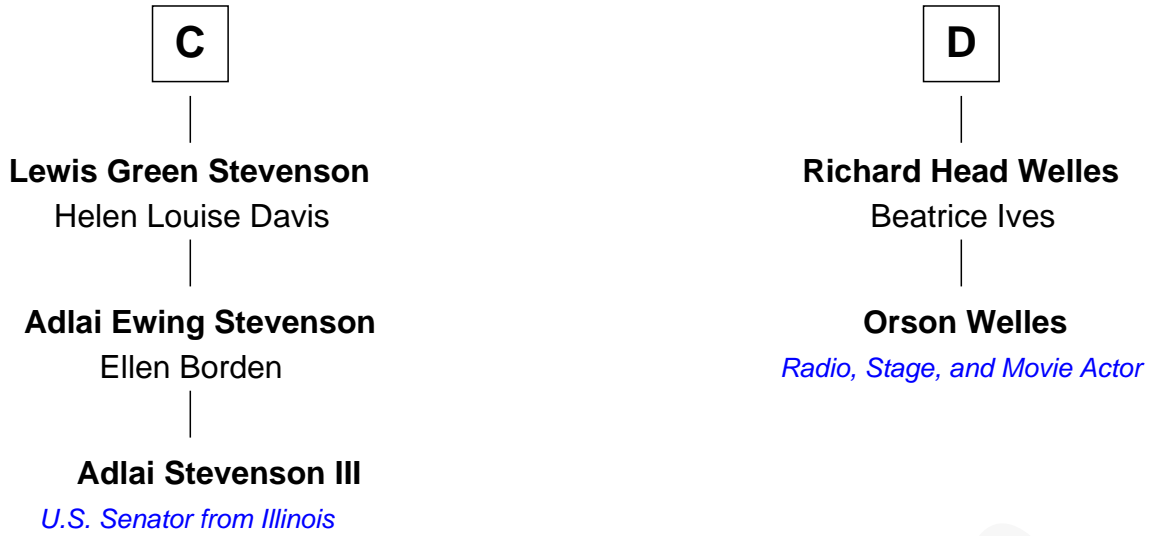 C
Lewis Green Stevenson
Helen Louise Davis
Adlai Ewing Stevenson
Ellen Borden
Adlai Stevenson III
U.S. Senator from Illinois
D
Richard Head Welles
Beatrice Ives
Orson Welles
Radio, Stage, and Movie Actor